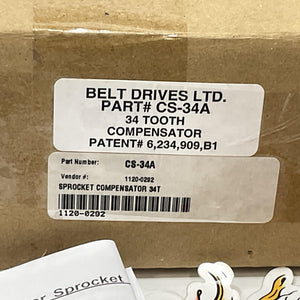 BELT DRIVES LTD.
PART# CS-34A
34 TOOTH
COMPENSATOR
PATENT# 6,234,909,B1
Part Number: CS-34A
Vendor #: 1120-0292
SPROCKET COMPENSATOR 34T
1120-0292
Sprocket